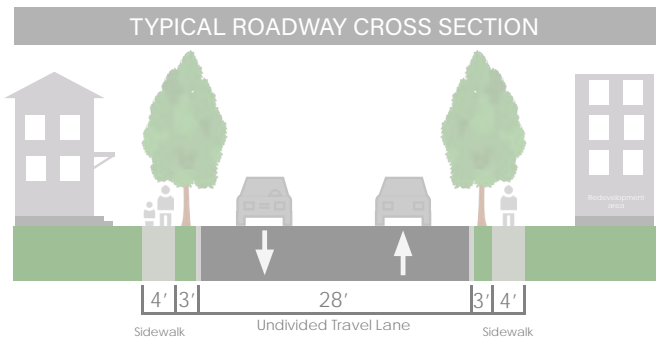 TYPICAL ROADWAY CROSS SECTION
Redevelopment
area
4' 3' 28' 3' 4'
Sidewalk Undivided Travel Lane Sidewalk